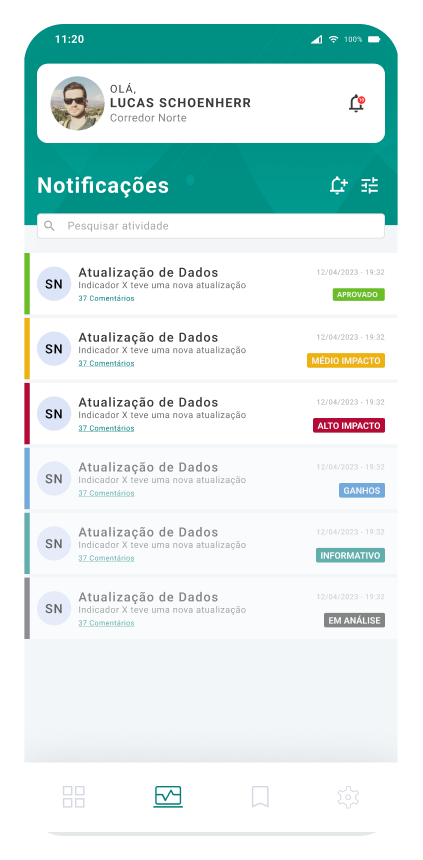 11:20
100%
OLÁ,
LUCAS SCHOENHERR
Corredor Norte
Notificações
Pesquisar atividade
SN
Atualização de Dados
Indicador X teve uma nova atualização
37 Comentários
12/04/2023 - 19:32
APROVADO
SN
Atualização de Dados
Indicador X teve uma nova atualização
37 Comentários
12/04/2023 - 19:32
MÉDIO IMPACTO
SN
Atualização de Dados
Indicador X teve uma nova atualização
37 Comentários
12/04/2023 - 19:32
ALTO IMPACTO
SN
Atualização de Dados
Indicador X teve uma nova atualização
37 Comentários
12/04/2023 - 19:32
GANHOS
SN
Atualização de Dados
Indicador X teve uma nova atualização
37 Comentários
12/04/2023 - 19:32
INFORMATIVO
SN
Atualização de Dados
Indicador X teve uma nova atualização
37 Comentários
12/04/2023 - 19:32
EM ANÁLISE